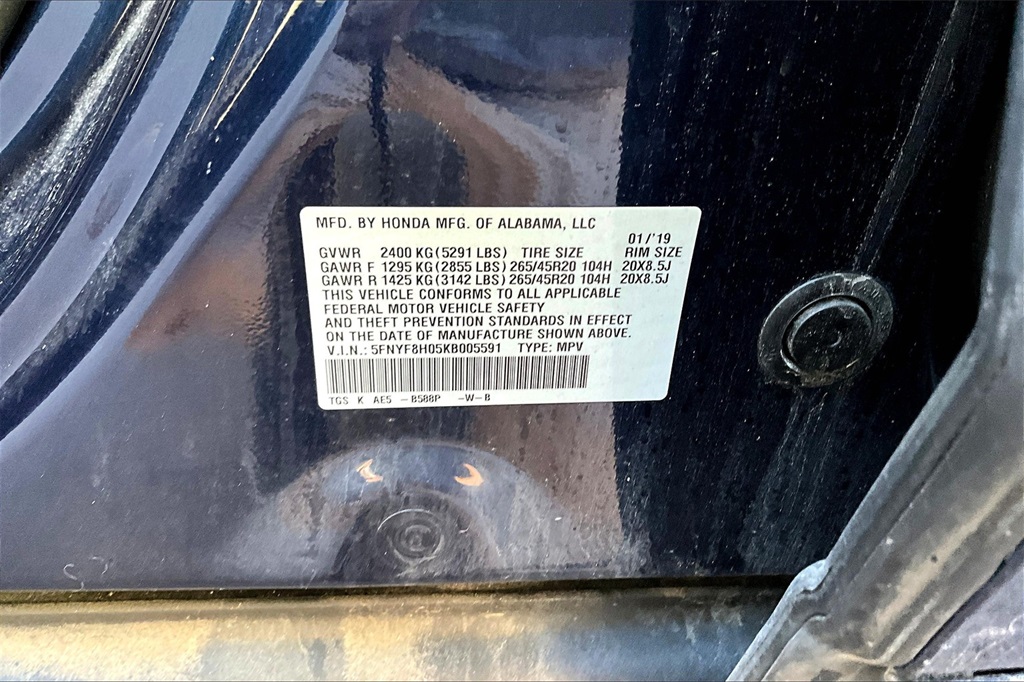 MFD. BY HONDA MFG. OF ALABAMA, LLC
01/'19
GVWR 2400 KG(5291 LBS) TIRE SIZE RIM SIZE
GAWR F 1295 KG(2855 LBS) 265/45R20 104H 20X8.5J
GAWR R 1425 KG(3142 LBS) 265/45R20 104H 20X8.5J
THIS VEHICLE CONFORMS TO ALL APPLICABLE
FEDERAL MOTOR VEHICLE SAFETY
AND THEFT PREVENTION STANDARDS IN EFFECT
ON THE DATE OF MANUFACTURE SHOWN ABOVE.
V.I.N.: 5FNYF8H05KB005591 TYPE: MPV
TGS K AE5 -B588P -W-B